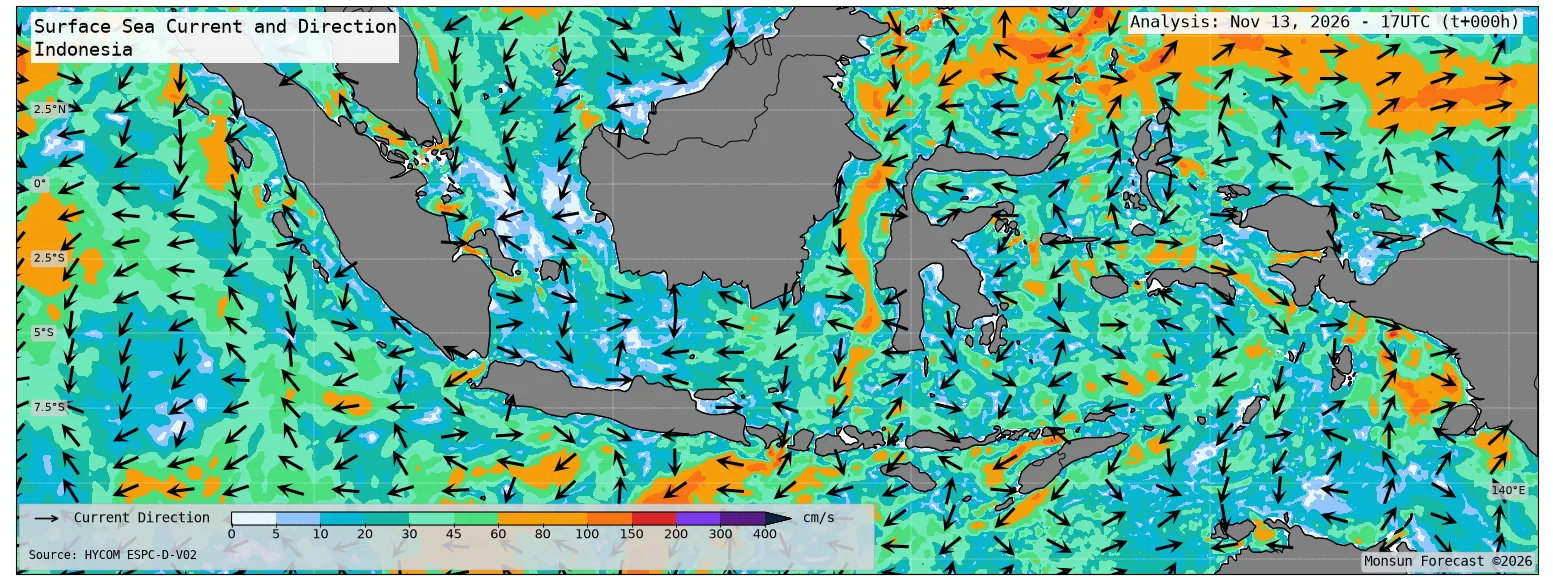 Surface Sea Current and Direction
Indonesia
Analysis: Nov 13, 2026 - 17UTC (t+000h)
2.5°N
0°
2.5°S
5°S
7.5°S
140°E
Current Direction
0 5 10 20 30 45 60 80 100 150 200 300 400 cm/s
Source: HYCOM ESPC-D-V02
Monsun Forecast ©2026